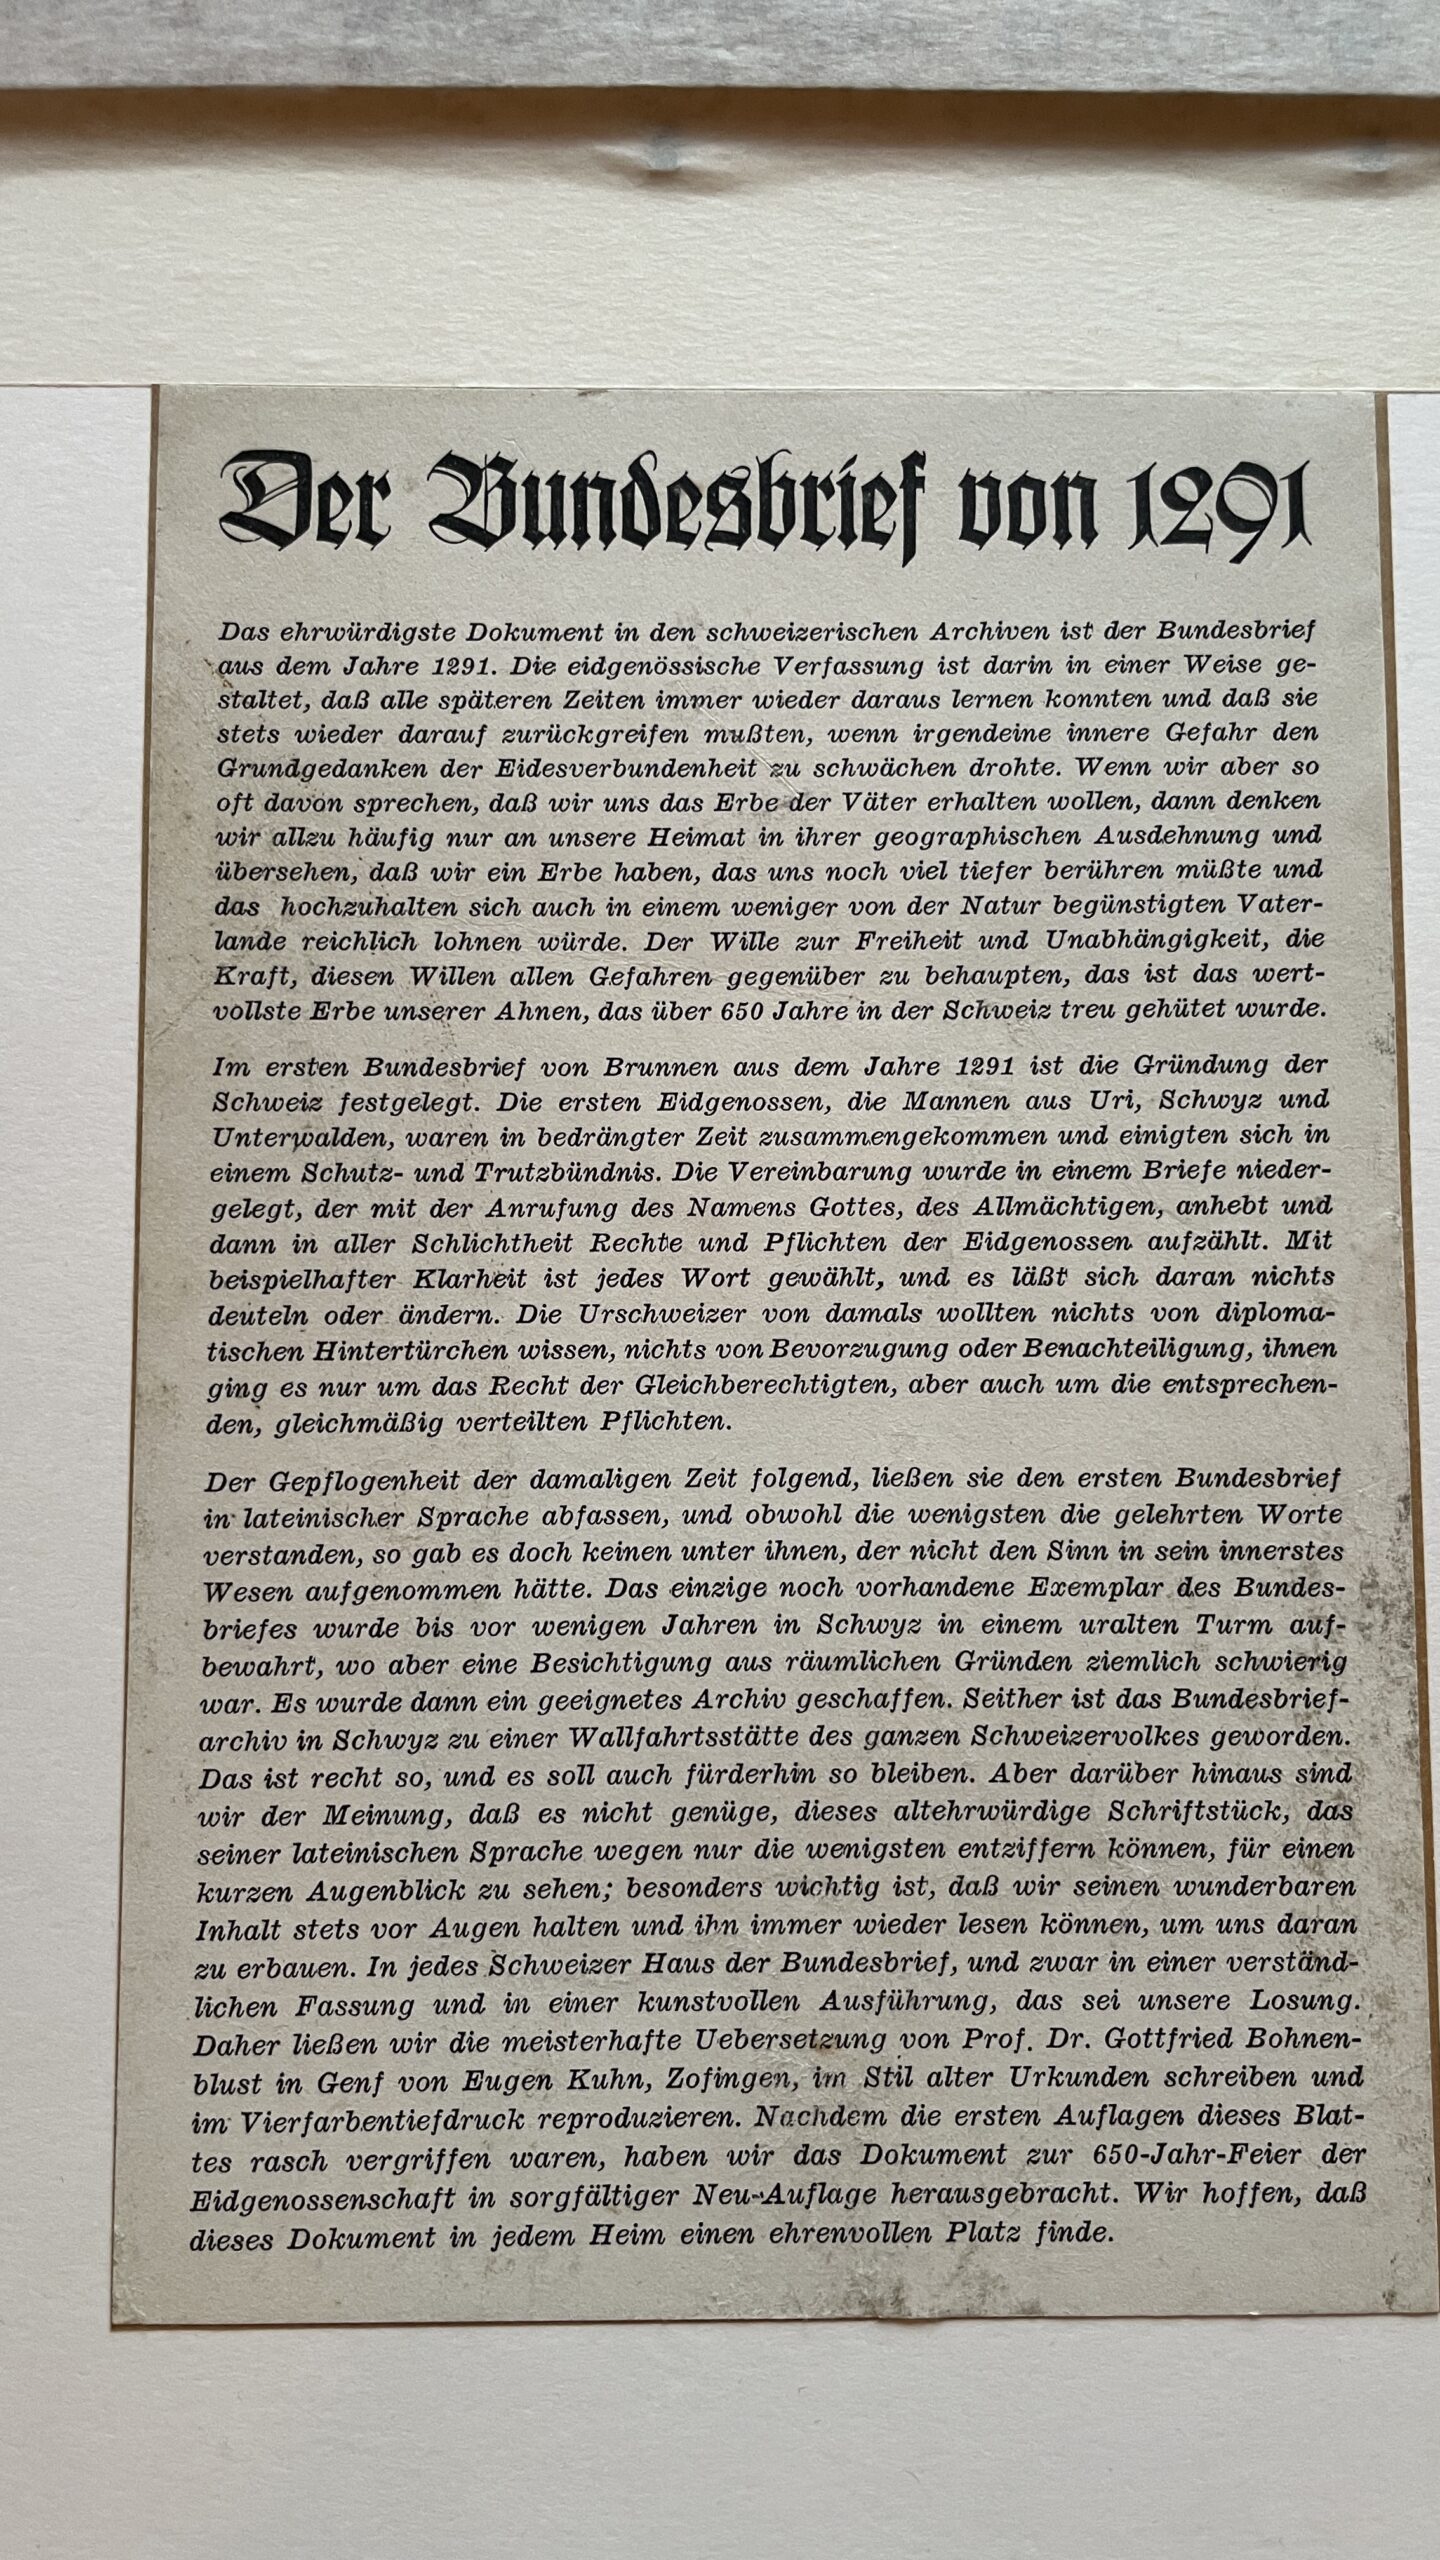 Der Bundesbrief von 1291
Das ehrwürdigste Dokument in den schweizerischen Archiven ist der Bundesbrief
aus dem Jahre 1291. Die eidgenössische Verfassung ist darin in einer Weise ge-
staltet, daß alle späteren Zeiten immer wieder daraus lernen konnten und daß sie
stets wieder darauf zurückgreifen mußten, wenn irgendeine innere Gefahr den
Grundgedanken der Eidesverbundenheit zu schwächen drohte. Wenn wir aber so
oft davon sprechen, daß wir uns das Erbe der Väter erhalten wollen, dann denken
wir allzu häufig nur an unsere Heimat in ihrer geographischen Ausdehnung und
übersehen, daß wir ein Erbe haben, das uns noch viel tiefer berühren müßte und
das hochzuhalten sich auch in einem weniger von der Natur begünstigten Vater-
lande reichlich lohnen würde. Der Wille zur Freiheit und Unabhängigkeit, die
Kraft, diesen Willen allen Gefahren gegenüber zu behaupten, das ist das wert-
vollste Erbe unserer Ahnen, das über 650 Jahre in der Schweiz treu gehütet wurde.
Im ersten Bundesbrief von Brunnen aus dem Jahre 1291 ist die Gründung der
Schweiz festgelegt. Die ersten Eidgenossen, die Mannen aus Uri, Schwyz und
Unterwalden, waren in bedrängter Zeit zusammengekommen und einigten sich in
einem Schutz- und Trutzbündnis. Die Vereinbarung wurde in einem Briefe nieder-
gelegt, der mit der Anrufung des Namens Gottes, des Allmächtigen, anhebt und
dann in aller Schlichtheit Rechte und Pflichten der Eidgenossen aufzählt. Mit
beispielhafter Klarheit ist jedes Wort gewählt, und es läßt sich daran nichts
deuteln oder ändern. Die Urschweizer von damals wollten nichts von diploma-
tischen Hintertürchen wissen, nichts von Bevorzugung oder Benachteiligung, ihnen
ging es nur um das Recht der Gleichberechtigten, aber auch um die entsprechen-
den, gleichmäßig verteilten Pflichten.
Der Gepflogenheit der damaligen Zeit folgend, ließen sie den ersten Bundesbrief
in lateinischer Sprache abfassen, und obwohl die wenigsten die gelehrten Worte
verstanden, so gab es doch keinen unter ihnen, der nicht den Sinn in sein innerstes
Wesen aufgenommen hätte. Das einzige noch vorhandene Exemplar des Bundes-
briefes wurde bis vor wenigen Jahren in Schwyz in einem uralten Turm auf-
bewahrt, wo aber eine Besichtigung aus räumlichen Gründen ziemlich schwierig
war. Es wurde dann ein geeignetes Archiv geschaffen. Seither ist das Bundesbrief-
archiv in Schwyz zu einer Wallfahrtsstätte des ganzen Schweizervolkes geworden.
Das ist recht so, und es soll auch fürderhin so bleiben. Aber darüber hinaus sind
wir der Meinung, daß es nicht genüge, dieses altehrwürdige Schriftstück, das
seiner lateinischen Sprache wegen nur die wenigsten entziffern können, für einen
kurzen Augenblick zu sehen; besonders wichtig ist, daß wir seinen wunderbaren
Inhalt stets vor Augen halten und ihn immer wieder lesen können, um uns daran
zu erbauen. In jedes Schweizer Haus der Bundesbrief, und zwar in einer verständ-
lichen Fassung und in einer kunstvollen Ausführung, das sei unsere Losung.
Daher ließen wir die meisterhafte Uebersetzung von Prof. Dr. Gottfried Bohnen-
blust in Genf von Eugen Kuhn, Zofingen, im Stil alter Urkunden schreiben und
im Vierfarbentiefdruck reproduzieren. Nachdem die ersten Auflagen dieses Blat-
tes rasch vergriffen waren, haben wir das Dokument zur 650-Jahr-Feier der
Eidgenossenschaft in sorgfältiger Neu-Auflage herausgebracht. Wir hoffen, daß
dieses Dokument in jedem Heim einen ehrenvollen Platz finde.